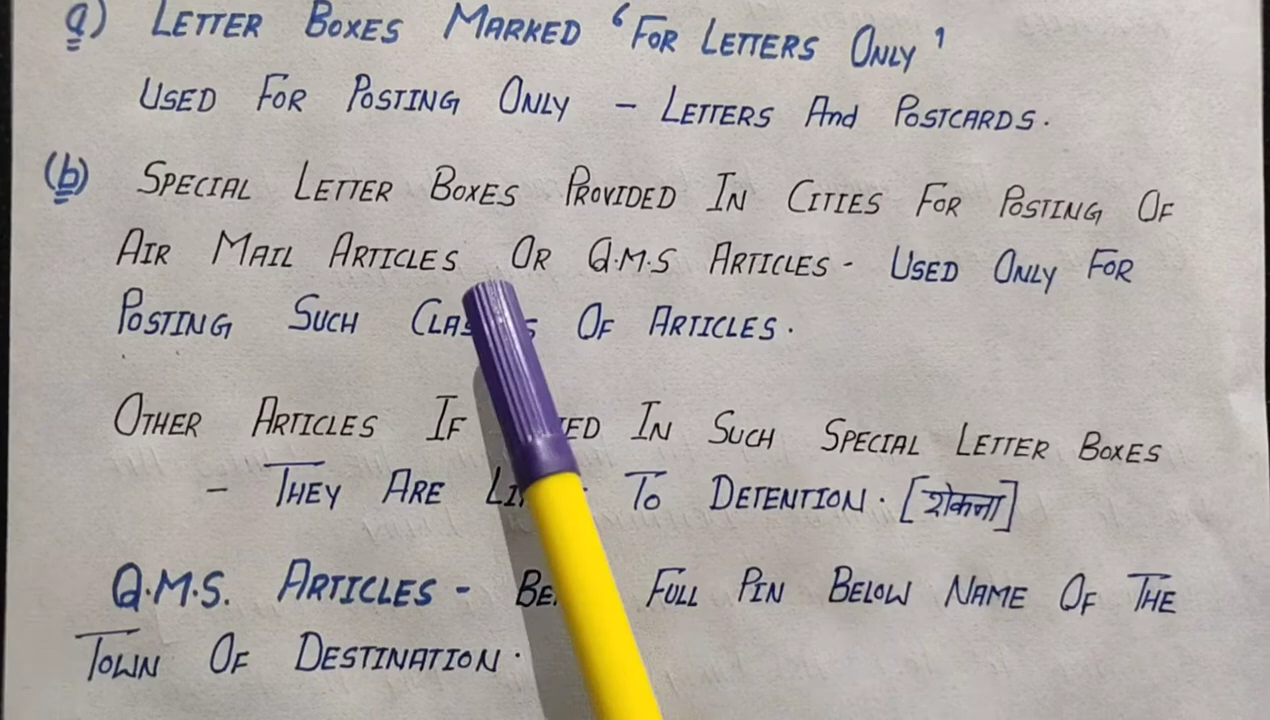 a) LETTER BOXES MARKED ‘FOR LETTERS ONLY’
USED FOR POSTING ONLY – LETTERS AND POSTCARDS.
(b) SPECIAL LETTER BOXES PROVIDED IN CITIES FOR POSTING OF
AIR MAIL ARTICLES OR Q.M.S ARTICLES - USED ONLY FOR
POSTING SUCH OF ARTICLES.
OTHER ARTICLES IF IN SUCH SPECIAL LETTER BOXES
- THEY ARE TO DETENTION. [रोकना]
Q.M.S. ARTICLES - FULL PIN BELOW NAME OF THE
TOWN OF DESTINATION.